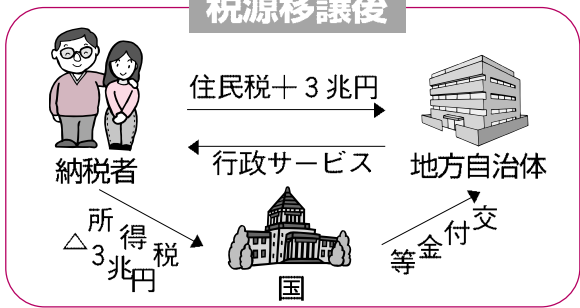 税源移譲後
住民税＋3兆円
行政サービス
納税者
地方自治体
所得税
△3兆円
交付金等
国